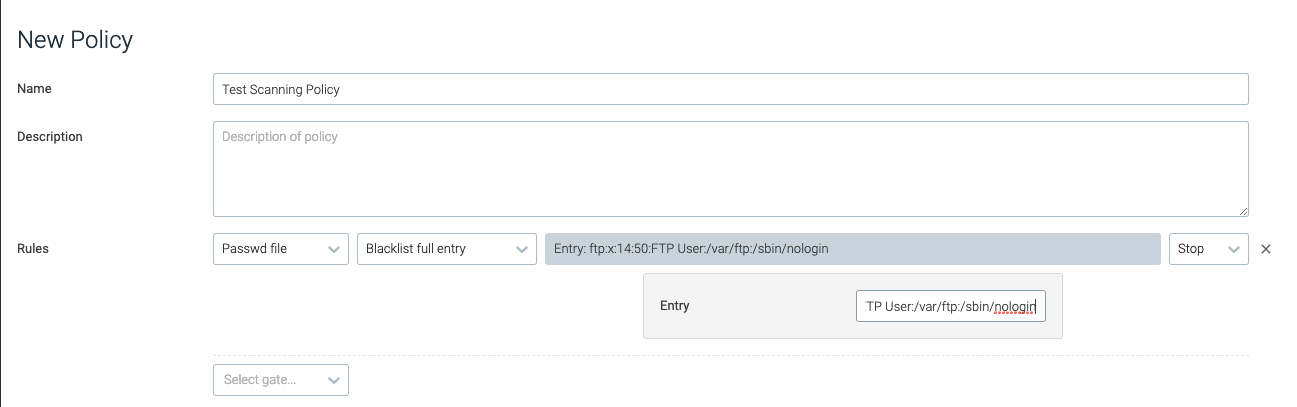 New Policy
Name
Test Scanning Policy
Description
Description of policy
Rules
Passwd file
Blacklist full entry
Entry: ftp:x:14:50:FTP User:/var/ftp:/sbin/nologin
Stop
Entry
TP User:/var/ftp:/sbin/nologin
Select gate...